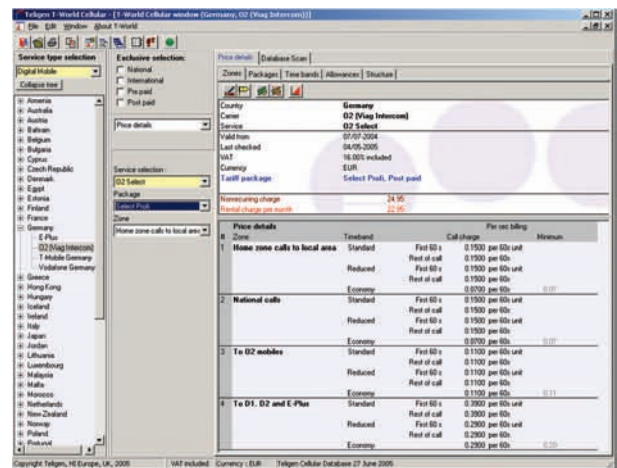 Teligen T-World Cellular - [T-World Cellular window (Germany, O2 (Viag Intercom))]
File Edit Window About T-World
Service type selection
Digital Mobile
Collapse tree
Armenia
Australia
Austria
Bahrain
Belgium
Bulgaria
Cyprus
Czech Republic
Denmark
Egypt
Estonia
Finland
France
Germany
E-Plus
O2 (Viag Intercom)
T-Mobile Germany
Vodafone Germany
Greece
Hong Kong
Hungary
Iceland
Ireland
Italy
Japan
Jordan
Lithuania
Luxembourg
Malaysia
Malta
Morocco
Netherlands
New Zealand
Norway
Poland
Portugal
Exclusive selection:
National
International
Pre paid
Post paid
Price details
Service selection
O2 Select
Package
Select Profi
Zone
Home zone calls to local area
Price details Database Scan
Zones Packages Time bands Allowances Structure
County Germany
Carrier O2 (Viag Intercom)
Service O2 Select
Valid from 07/07/2004
Last checked 04/05/2005
VAT 16.00% included
Currency EUR
Tariff package Select Profi, Post paid
Nonrecuring charge 24.95
Rental charge per month 22.95
Price details Per sec billing
# Zone Timeband Call charge Minimum
1 Home zone calls to local area Standard First 60 s 0.1500 per 60s unit
Rest of call 0.1500 per 60s
Reduced First 60 s 0.1500 per 60s unit
Rest of call 0.1500 per 60s
Economy 0.0700 per 60s 0.07
2 National calls Standard First 60 s 0.1500 per 60s unit
Rest of call 0.1500 per 60s
Reduced First 60 s 0.1500 per 60s unit
Rest of call 0.1500 per 60s
Economy 0.0700 per 60s 0.07
3 To O2 mobiles Standard First 60 s 0.1100 per 60s unit
Rest of call 0.1100 per 60s
Reduced First 60 s 0.1100 per 60s unit
Rest of call 0.1100 per 60s
Economy 0.1100 per 60s 0.11
4 To D1, D2 and E-Plus Standard First 60 s 0.3900 per 60s unit
Rest of call 0.3900 per 60s
Reduced First 60 s 0.2900 per 60s unit
Rest of call 0.2900 per 60s
Economy 0.2900 per 60s
Copyright Teligen, HI Europe, UK, 2005 VAT included Currency : EUR Teligen Cellular Database 27 June 2005